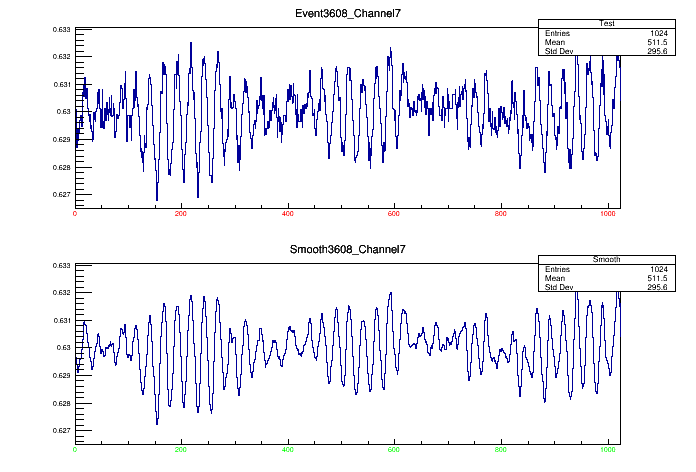 Event3608_Channel7
Test
Entries 1024
Mean 511.5
Std Dev 295.6
0.631
0.632
0.631
0.63
0.629
0.628
0.627
0 200 400 600 800 1000
Smooth3608_Channel7
Smooth
Entries 1024
Mean 511.5
Std Dev 295.6
0.633
0.632
0.631
0.63
0.629
0.628
0.627
0 200 400 600 800 1000